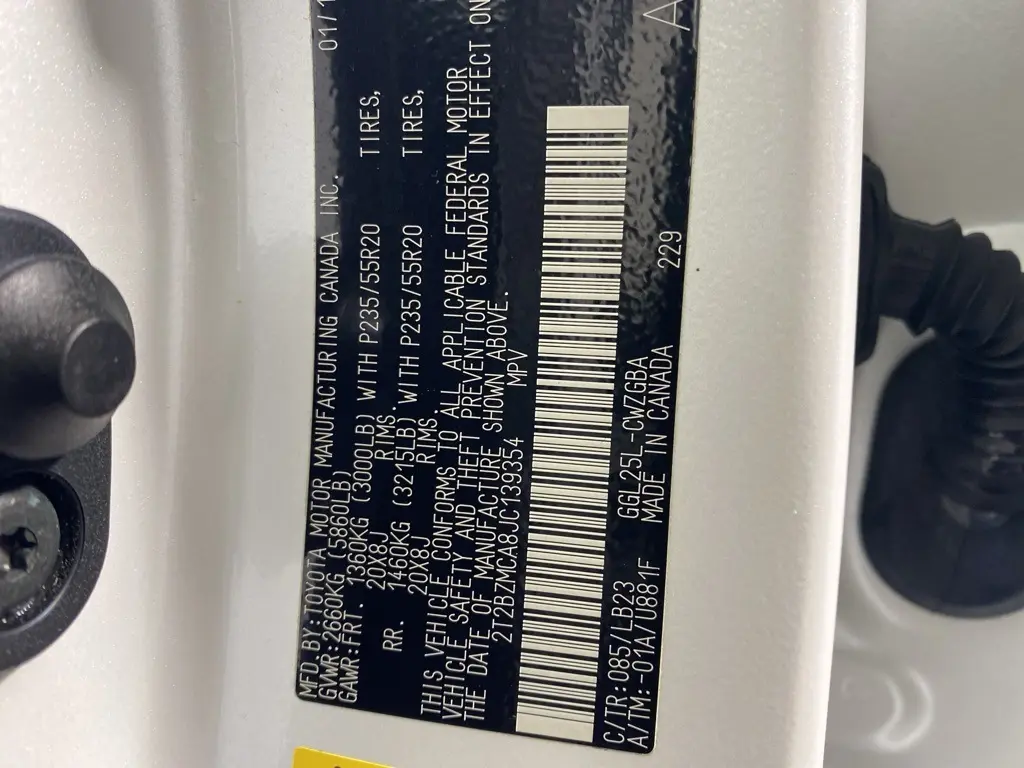 MFD. BY:TOYOTA MOTOR MANUFACTURING CANADA INC. 01/1
GVWR:2660KG (5860LB)
GAWR:FRT. 1360KG (3000LB) WITH P235/55R20 TIRES,
20X8J RIMS.
RR. 1460KG (3215LB) WITH P235/55R20 TIRES,
20X8J RIMS.
THIS VEHICLE CONFORMS TO ALL APPLICABLE FEDERAL MOTOR
VEHICLE SAFETY AND THEFT PREVENTION STANDARDS IN EFFECT ON
THE DATE OF MANUFACTURE SHOWN ABOVE.
2T2BZMCA8JC139354 MPV
C/TR:085/LB23 GGL25L-CWZGBA
A/TM:-01A/U881F MADE IN CANADA 229
A